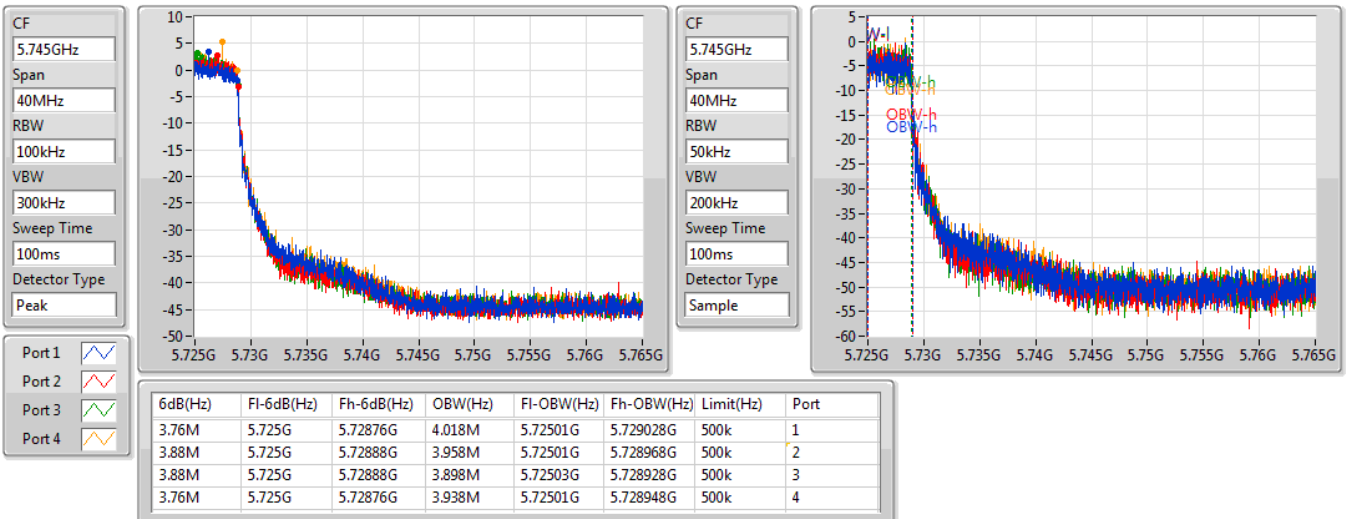 CF
5.745GHz
Span
40MHz
RBW
100kHz
VBW
300kHz
Sweep Time
100ms
Detector Type
Peak
10
5
0
-5
-10
-15
-20
-25
-30
-35
-40
-45
-50
5.725G 5.73G 5.735G 5.74G 5.745G 5.75G 5.755G 5.76G 5.765G
CF
5.745GHz
Span
40MHz
RBW
50kHz
VBW
200kHz
Sweep Time
100ms
Detector Type
Sample
5
0
-5
-10
-15
-20
-25
-30
-35
-40
-45
-50
-55
-60
W-l
OBW-h
OBW-h
OBW-h
OBW-h
5.725G 5.73G 5.735G 5.74G 5.745G 5.75G 5.755G 5.76G 5.765G
Port 1
Port 2
Port 3
Port 4
6dB(Hz) Fl-6dB(Hz) Fh-6dB(Hz) OBW(Hz) Fl-OBW(Hz) Fh-OBW(Hz) Limit(Hz) Port
3.76M 5.725G 5.72876G 4.018M 5.72501G 5.729028G 500k 1
3.88M 5.725G 5.72888G 3.958M 5.72501G 5.728968G 500k 2
3.88M 5.725G 5.72888G 3.898M 5.72503G 5.728928G 500k 3
3.76M 5.725G 5.72876G 3.938M 5.72501G 5.728948G 500k 4